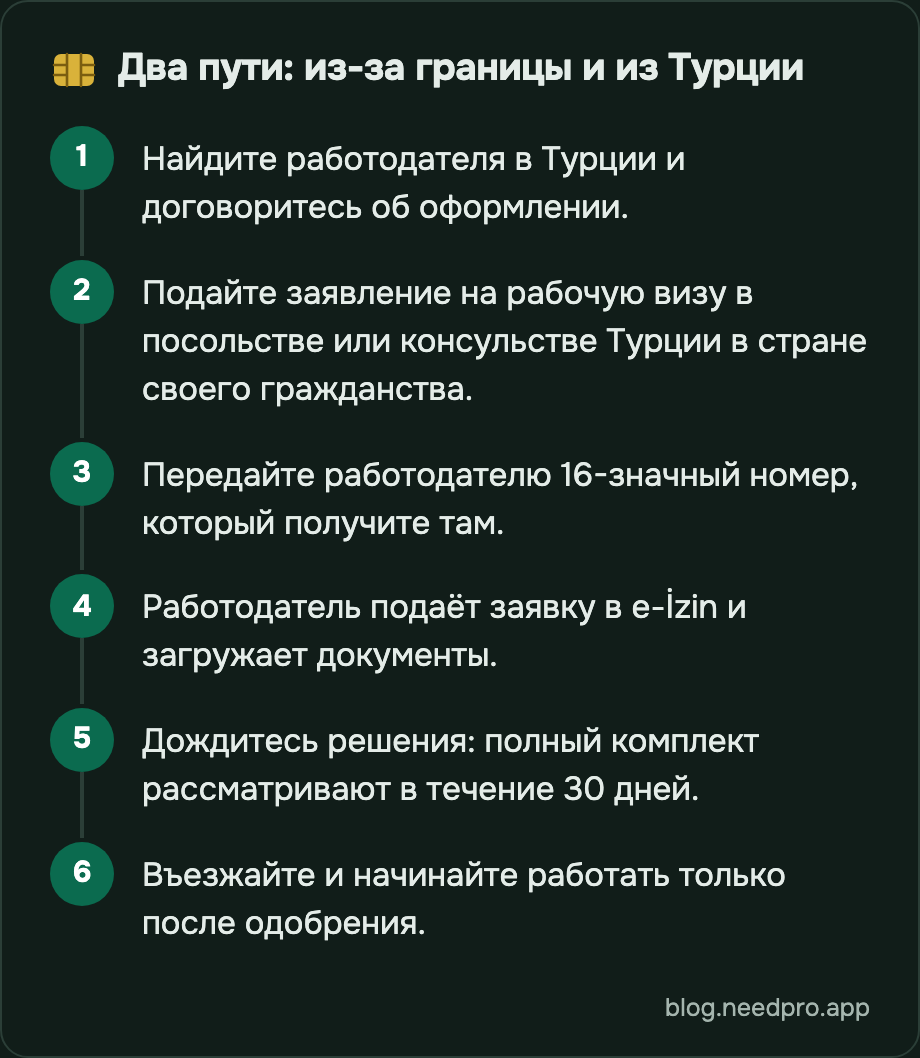 Два пути: из-за границы и из Турции
1
Найдите работодателя в Турции и
договоритесь об оформлении.
2
Подайте заявление на рабочую визу в
посольстве или консульстве Турции в стране
своего гражданства.
3
Передайте работодателю 16-значный номер,
который получите там.
4
Работодатель подаёт заявку в e-İzin и
загружает документы.
5
Дождитесь решения: полный комплект
рассматривают в течение 30 дней.
6
Въезжайте и начинайте работать только
после одобрения.
blog.needpro.app